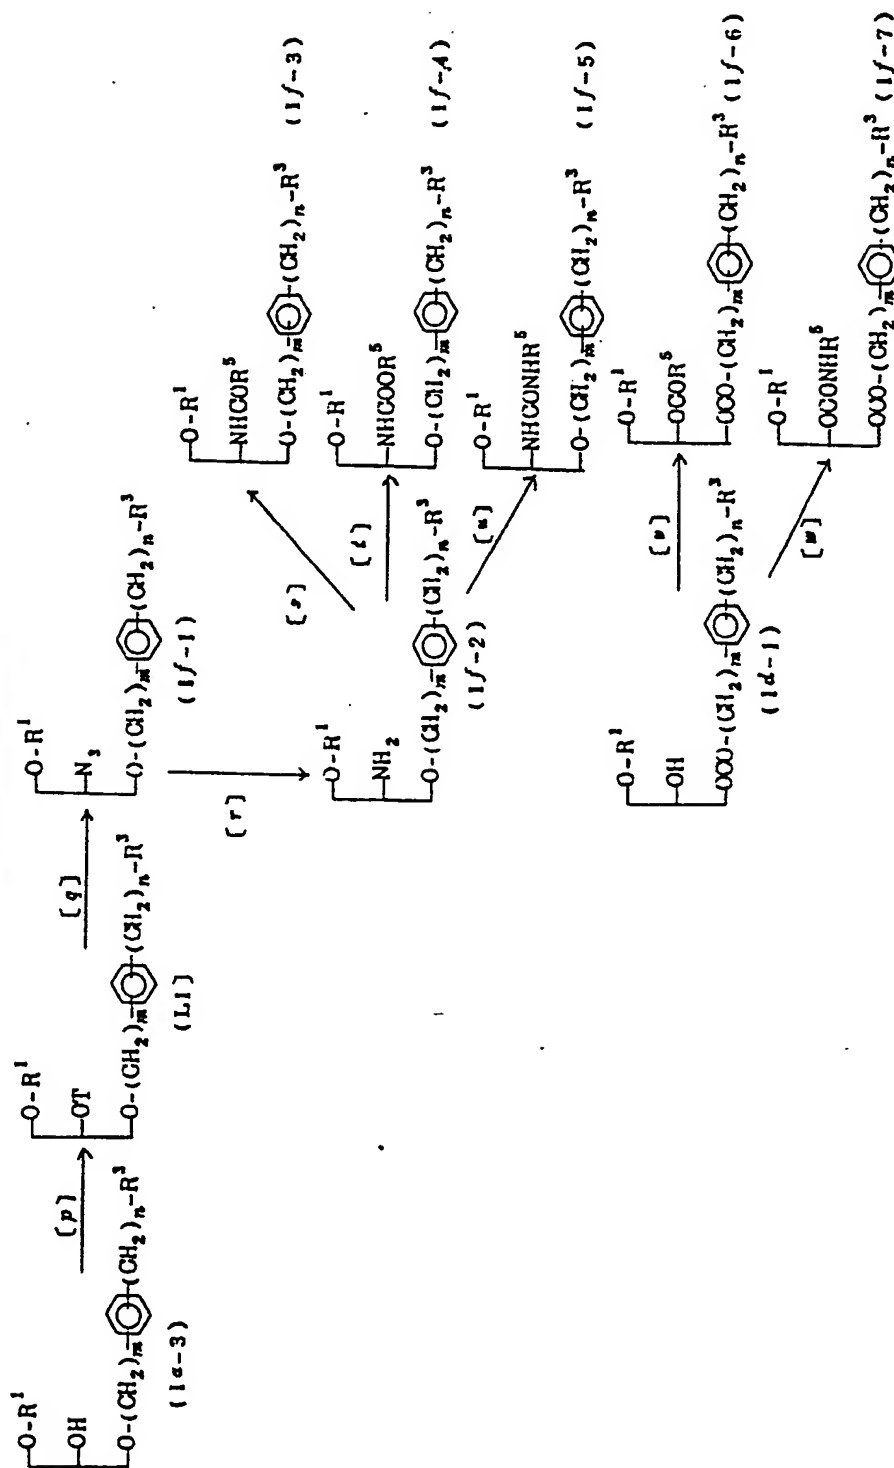 O-R¹
OH
O-(CH₂)ₘ-(CH₂)ₙ-R³
(1a-3)
[p]
O-R¹
OT
O-(CH₂)ₘ-(CH₂)ₙ-R³
(L1)
[q]
O-R¹
N₃
O-(CH₂)ₘ-(CH₂)ₙ-R³
(1f-1)
[r]
O-R¹
NH₂
O-(CH₂)ₘ-(CH₂)ₙ-R³
(1f-2)
[s]
O-R¹
NHCOR⁵
O-(CH₂)ₘ-(CH₂)ₙ-R³
(1f-3)
[t]
O-R¹
NHCOOR⁵
O-(CH₂)ₘ-(CH₂)ₙ-R³
(1f-4)
[u]
O-R¹
NHCONHR⁵
O-(CH₂)ₘ-(CH₂)ₙ-R³
(1f-5)
O-R¹
OH
OCO-(CH₂)ₘ-(CH₂)ₙ-R³
(1d-1)
[v]
O-R¹
OCOR⁵
OCO-(CH₂)ₘ-(CH₂)ₙ-R³ (1f-6)
[w]
O-R¹
OCONHR⁵
OCO-(CH₂)ₘ-(CH₂)ₙ-R³ (1f-7)